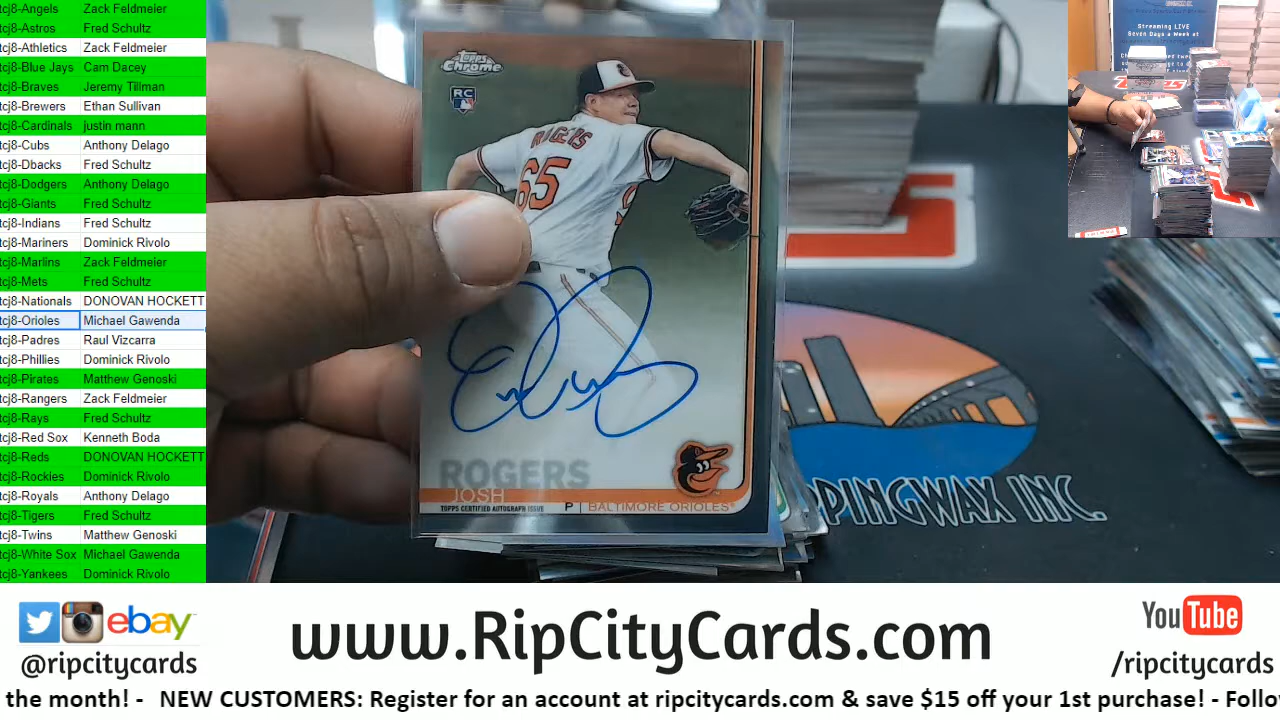 tcj8-Angels Zack Feldmeier
tcj8-Astros Fred Schultz
tcj8-Athletics Zack Feldmeier
tcj8-Blue Jays Cam Dacey
tcj8-Braves Jeremy Tillman
tcj8-Brewers Ethan Sullivan
tcj8-Cardinals justin mann
tcj8-Cubs Anthony Delago
tcj8-Dbacks Fred Schultz
tcj8-Dodgers Anthony Delago
tcj8-Giants Fred Schultz
tcj8-Indians Fred Schultz
tcj8-Mariners Dominick Rivolo
tcj8-Marlins Zack Feldmeier
tcj8-Mets Fred Schultz
tcj8-Nationals DONOVAN HOCKETT
tcj8-Orioles Michael Gawenda
tcj8-Padres Raul Vizcarra
tcj8-Phillies Dominick Rivolo
tcj8-Pirates Matthew Genoski
tcj8-Rangers Zack Feldmeier
tcj8-Rays Fred Schultz
tcj8-Red Sox Kenneth Boda
tcj8-Reds DONOVAN HOCKETT
tcj8-Rockies Dominick Rivolo
tcj8-Royals Anthony Delago
tcj8-Tigers Fred Schultz
tcj8-Twins Matthew Genoski
tcj8-White Sox Michael Gawenda
tcj8-Yankees Dominick Rivolo
Topps
Chrome
RC
ROGERS
65
ROGERS
JOSH
TOPPS CERTIFIED AUTOGRAPH ISSUE P BALTIMORE ORIOLES
PPINGWAX INC.
Streaming LIVE
Seven Days a Week at
ebay
@ripcitycards
www.RipCityCards.com
YouTube
/ripcitycards
the month! - NEW CUSTOMERS: Register for an account at ripcitycards.com & save $15 off your 1st purchase! - Follo